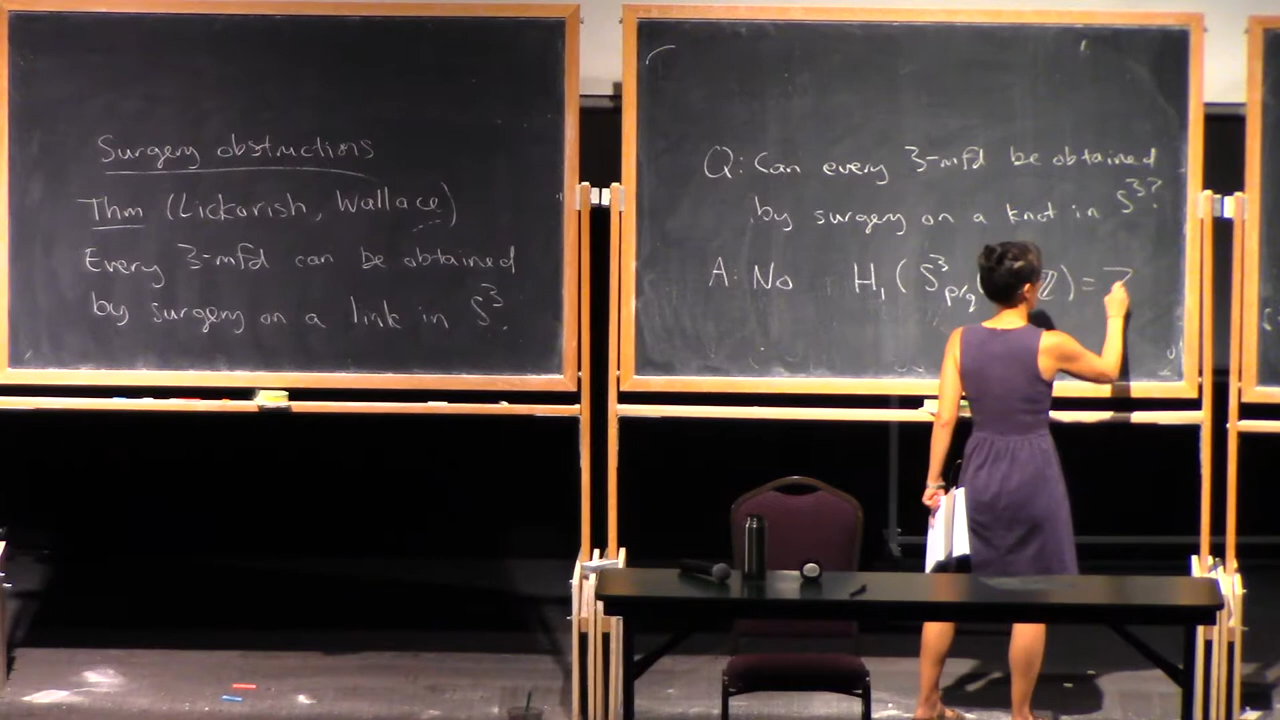 Surgery obstructions
Thm (Lickorish, Wallace)
Every 3-mfd can be obtained
by surgery on a link in S³.
Q: Can every 3-mfd be obtained
by surgery on a knot in S³?
A: No H₁(S³p/q( ℤ) =